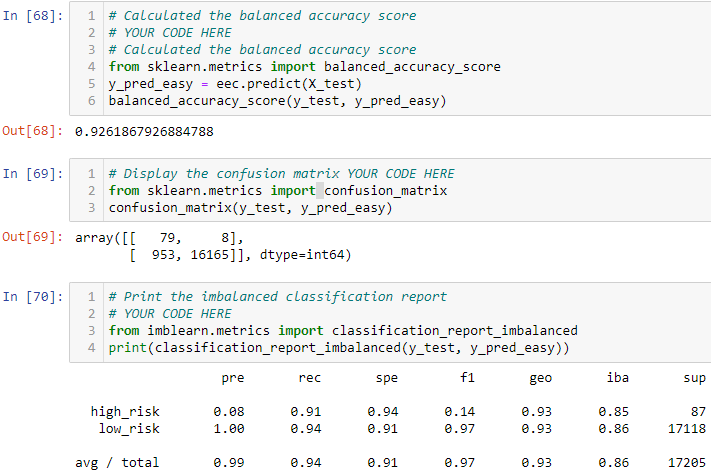 In [68]:
1 # Calculated the balanced accuracy score
2 # YOUR CODE HERE
3 # Calculated the balanced accuracy score
4 from sklearn.metrics import balanced_accuracy_score
5 y_pred_easy = eec.predict(X_test)
6 balanced_accuracy_score(y_test, y_pred_easy)
Out[68]: 0.9261867926884788
In [69]:
1 # Display the confusion matrix YOUR CODE HERE
2 from sklearn.metrics import confusion_matrix
3 confusion_matrix(y_test, y_pred_easy)
Out[69]: array([[   79,     8],
       [  953, 16165]], dtype=int64)
In [70]:
1 # Print the imbalanced classification report
2 # YOUR CODE HERE
3 from imblearn.metrics import classification_report_imbalanced
4 print(classification_report_imbalanced(y_test, y_pred_easy))
pre rec spe f1 geo iba sup
high_risk 0.08 0.91 0.94 0.14 0.93 0.85 87
low_risk 1.00 0.94 0.91 0.97 0.93 0.86 17118
avg / total 0.99 0.94 0.91 0.97 0.93 0.86 17205